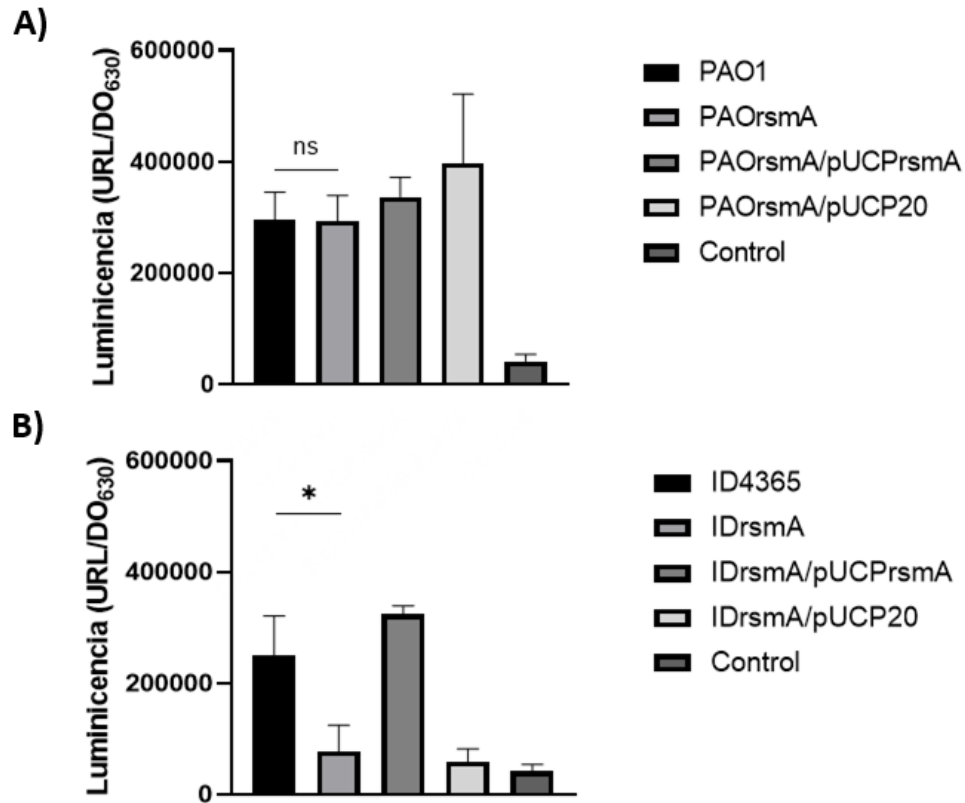 A)
Luminicencia (URL/DO630)
600000
400000
200000
0
ns
PAO1
PAOrsmA
PAOrsmA/pUCPrsmA
PAOrsmA/pUCP20
Control
B)
Luminicencia (URL/DO630)
600000
400000
200000
0
*
ID4365
IDrsmA
IDrsmA/pUCPrsmA
IDrsmA/pUCP20
Control